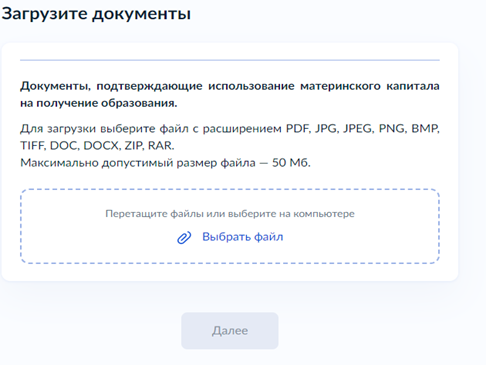 Загрузите документы
Документы, подтверждающие использование материнского капитала
на получение образования.
Для загрузки выберите файл с расширением PDF, JPG, JPEG, PNG, BMP,
TIFF, DOC, DOCX, ZIP, RAR.
Максимально допустимый размер файла — 50 Мб.
Перетащите файлы или выберите на компьютере
Выбрать файл
Далее